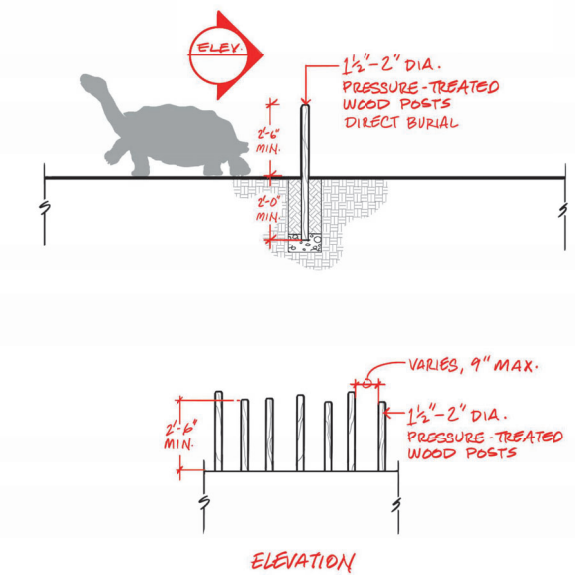 ELEV.
1½"-2" DIA.
PRESSURE-TREATED
WOOD POSTS
DIRECT BURIAL
2'-6"
MIN.
2'-0"
MIN.
VARIES, 9" MAX.
2'-6"
MIN.
1½"-2" DIA.
PRESSURE-TREATED
WOOD POSTS
ELEVATION